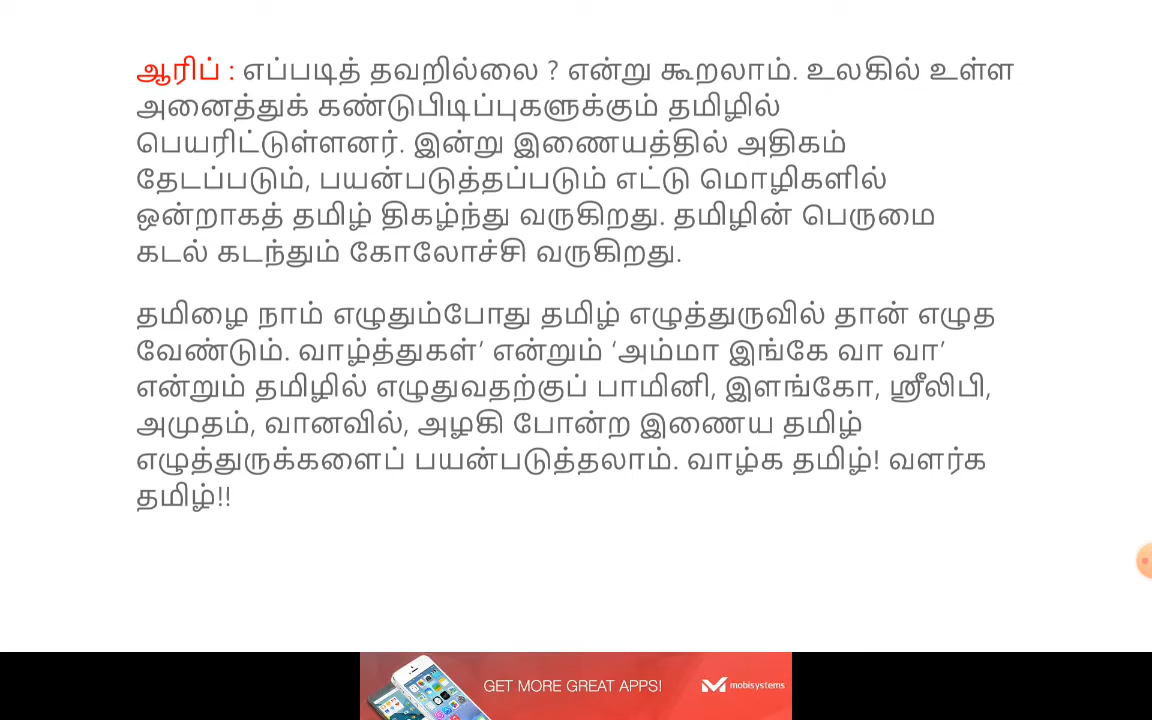 ஆரிப் : எப்படித் தவறில்லை ? என்று கூறலாம். உலகில் உள்ள
அனைத்துக் கண்டுபிடிப்புகளுக்கும் தமிழில்
பெயரிட்டுள்ளனர். இன்று இணையத்தில் அதிகம்
தேடப்படும், பயன்படுத்தப்படும் எட்டு மொழிகளில்
ஒன்றாகத் தமிழ் திகழ்ந்து வருகிறது. தமிழின் பெருமை
கடல் கடந்தும் கோலோச்சி வருகிறது.
தமிழை நாம் எழுதும்போது தமிழ் எழுத்துருவில் தான் எழுத
வேண்டும். வாழ்த்துகள்’ என்றும் ‘அம்மா இங்கே வா வா’
என்றும் தமிழில் எழுதுவதற்குப் பாமினி, இளங்கோ, ஸ்ரீலிபி,
அமுதம், வானவில், அழகி போன்ற இணைய தமிழ்
எழுத்துருக்களைப் பயன்படுத்தலாம். வாழ்க தமிழ்! வளர்க
தமிழ்!!
GET MORE GREAT APPS!
mobisystems